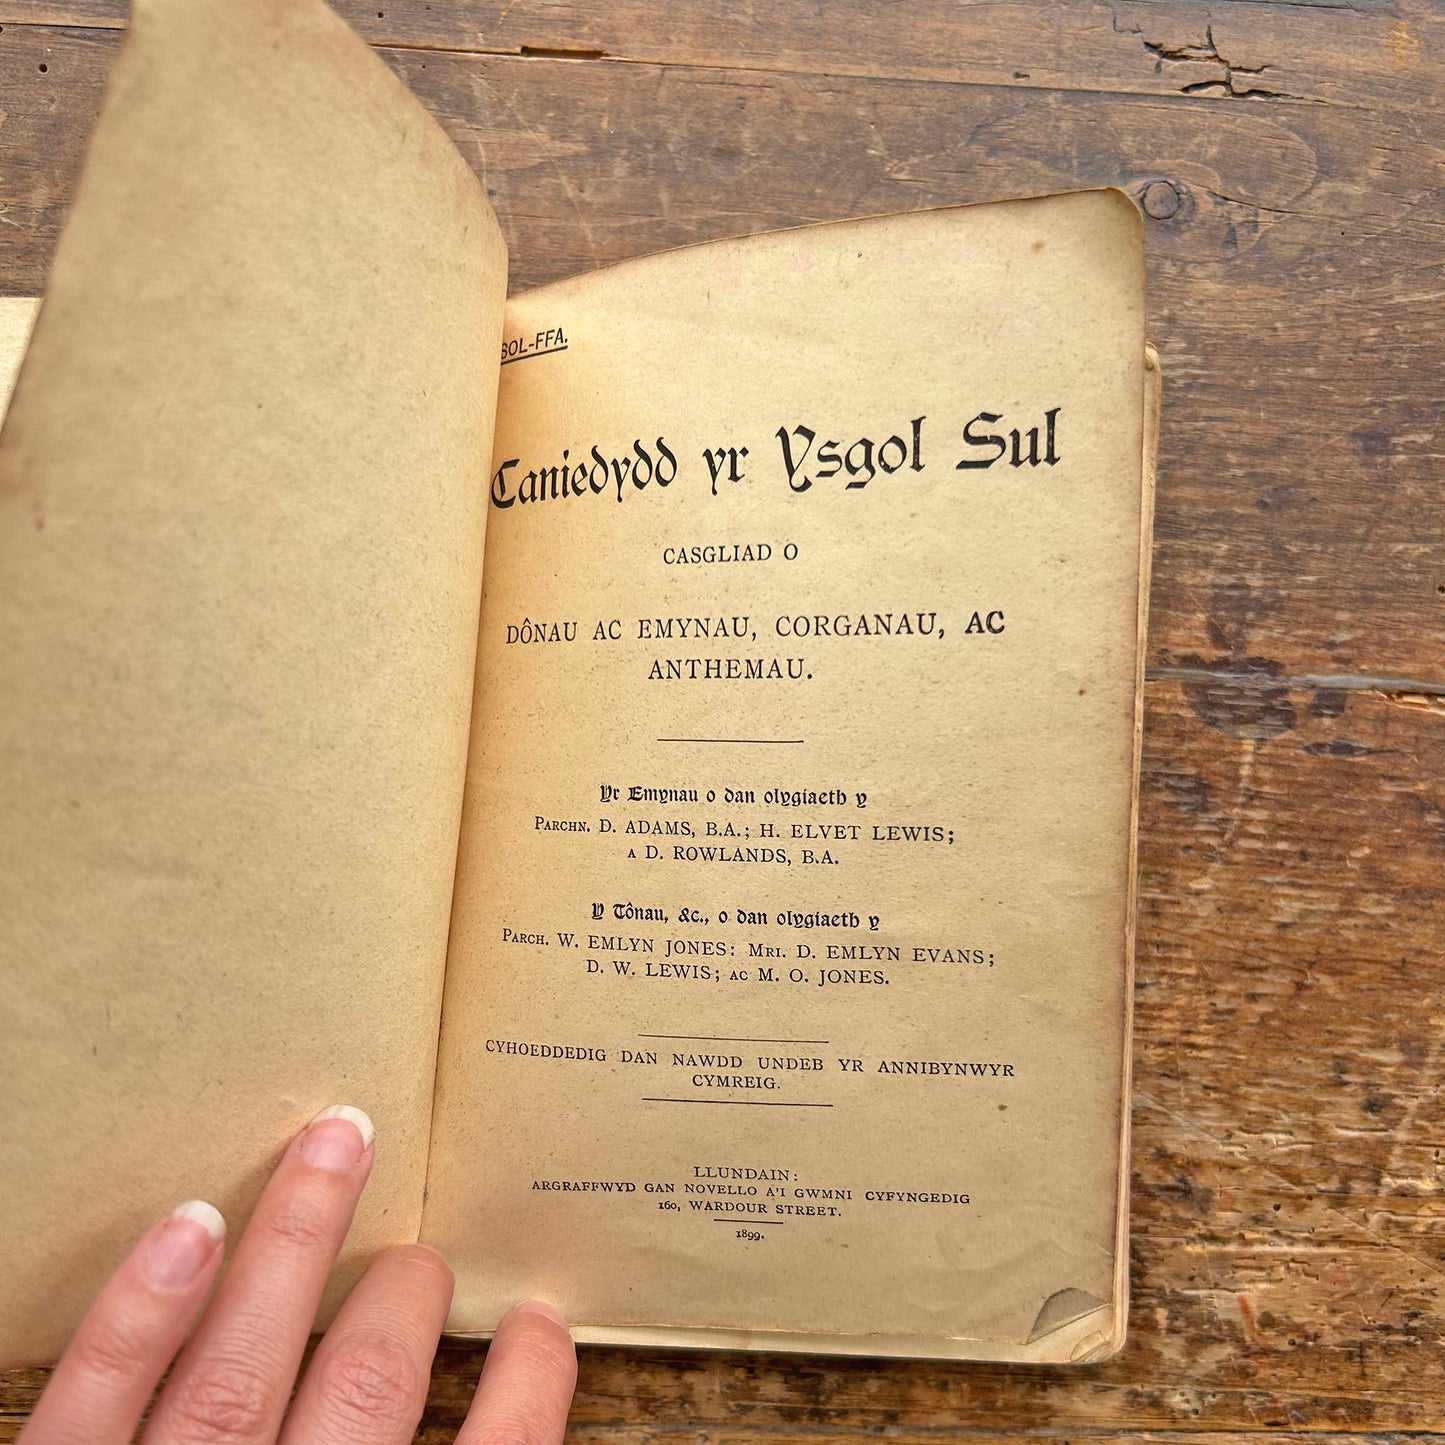 SOL-FFA.
Caniedydd yr Ysgol Sul
CASGLIAD O
DÔNAU AC EMYNAU, CORGANAU, AC
ANTHEMAU.
Yr Emynau o dan olygiaeth y
PARCHN. D. ADAMS, B.A.; H. ELVET LEWIS;
A D. ROWLANDS, B.A.
Y Tônau, &c., o dan olygiaeth y
PARCH. W. EMLYN JONES: MRI. D. EMLYN EVANS;
D. W. LEWIS; AC M. O. JONES.
CYHOEDDEDIG DAN NAWDD UNDEB YR ANNIBYNWYR
CYMREIG.
LLUNDAIN:
ARGRAFFWYD GAN NOVELLO A'I GWMNI CYFYNGEDIG
160, WARDOUR STREET.
1899.